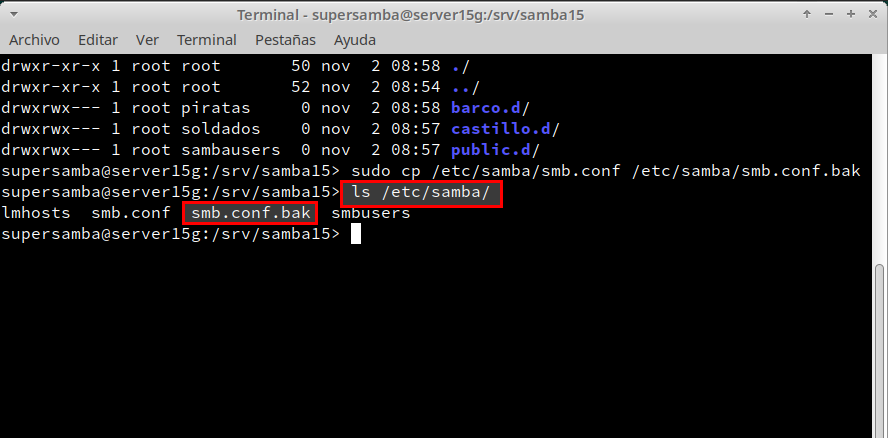 Terminal - supersamba@server15g:/srv/samba15
Archivo Editar Ver Terminal Pestañas Ayuda
drwxr-xr-x 1 root root 50 nov 2 08:58 ./
drwxr-xr-x 1 root root 52 nov 2 08:54 ../
drwxrwx--- 1 root piratas 0 nov 2 08:58 barco.d/
drwxrwx--- 1 root soldados 0 nov 2 08:57 castillo.d/
drwxrwx--- 1 root sambausers 0 nov 2 08:57 public.d/
supersamba@server15g:/srv/samba15> sudo cp /etc/samba/smb.conf /etc/samba/smb.conf.bak
supersamba@server15g:/srv/samba15> ls /etc/samba/
lmhosts smb.conf smb.conf.bak smbusers
supersamba@server15g:/srv/samba15>